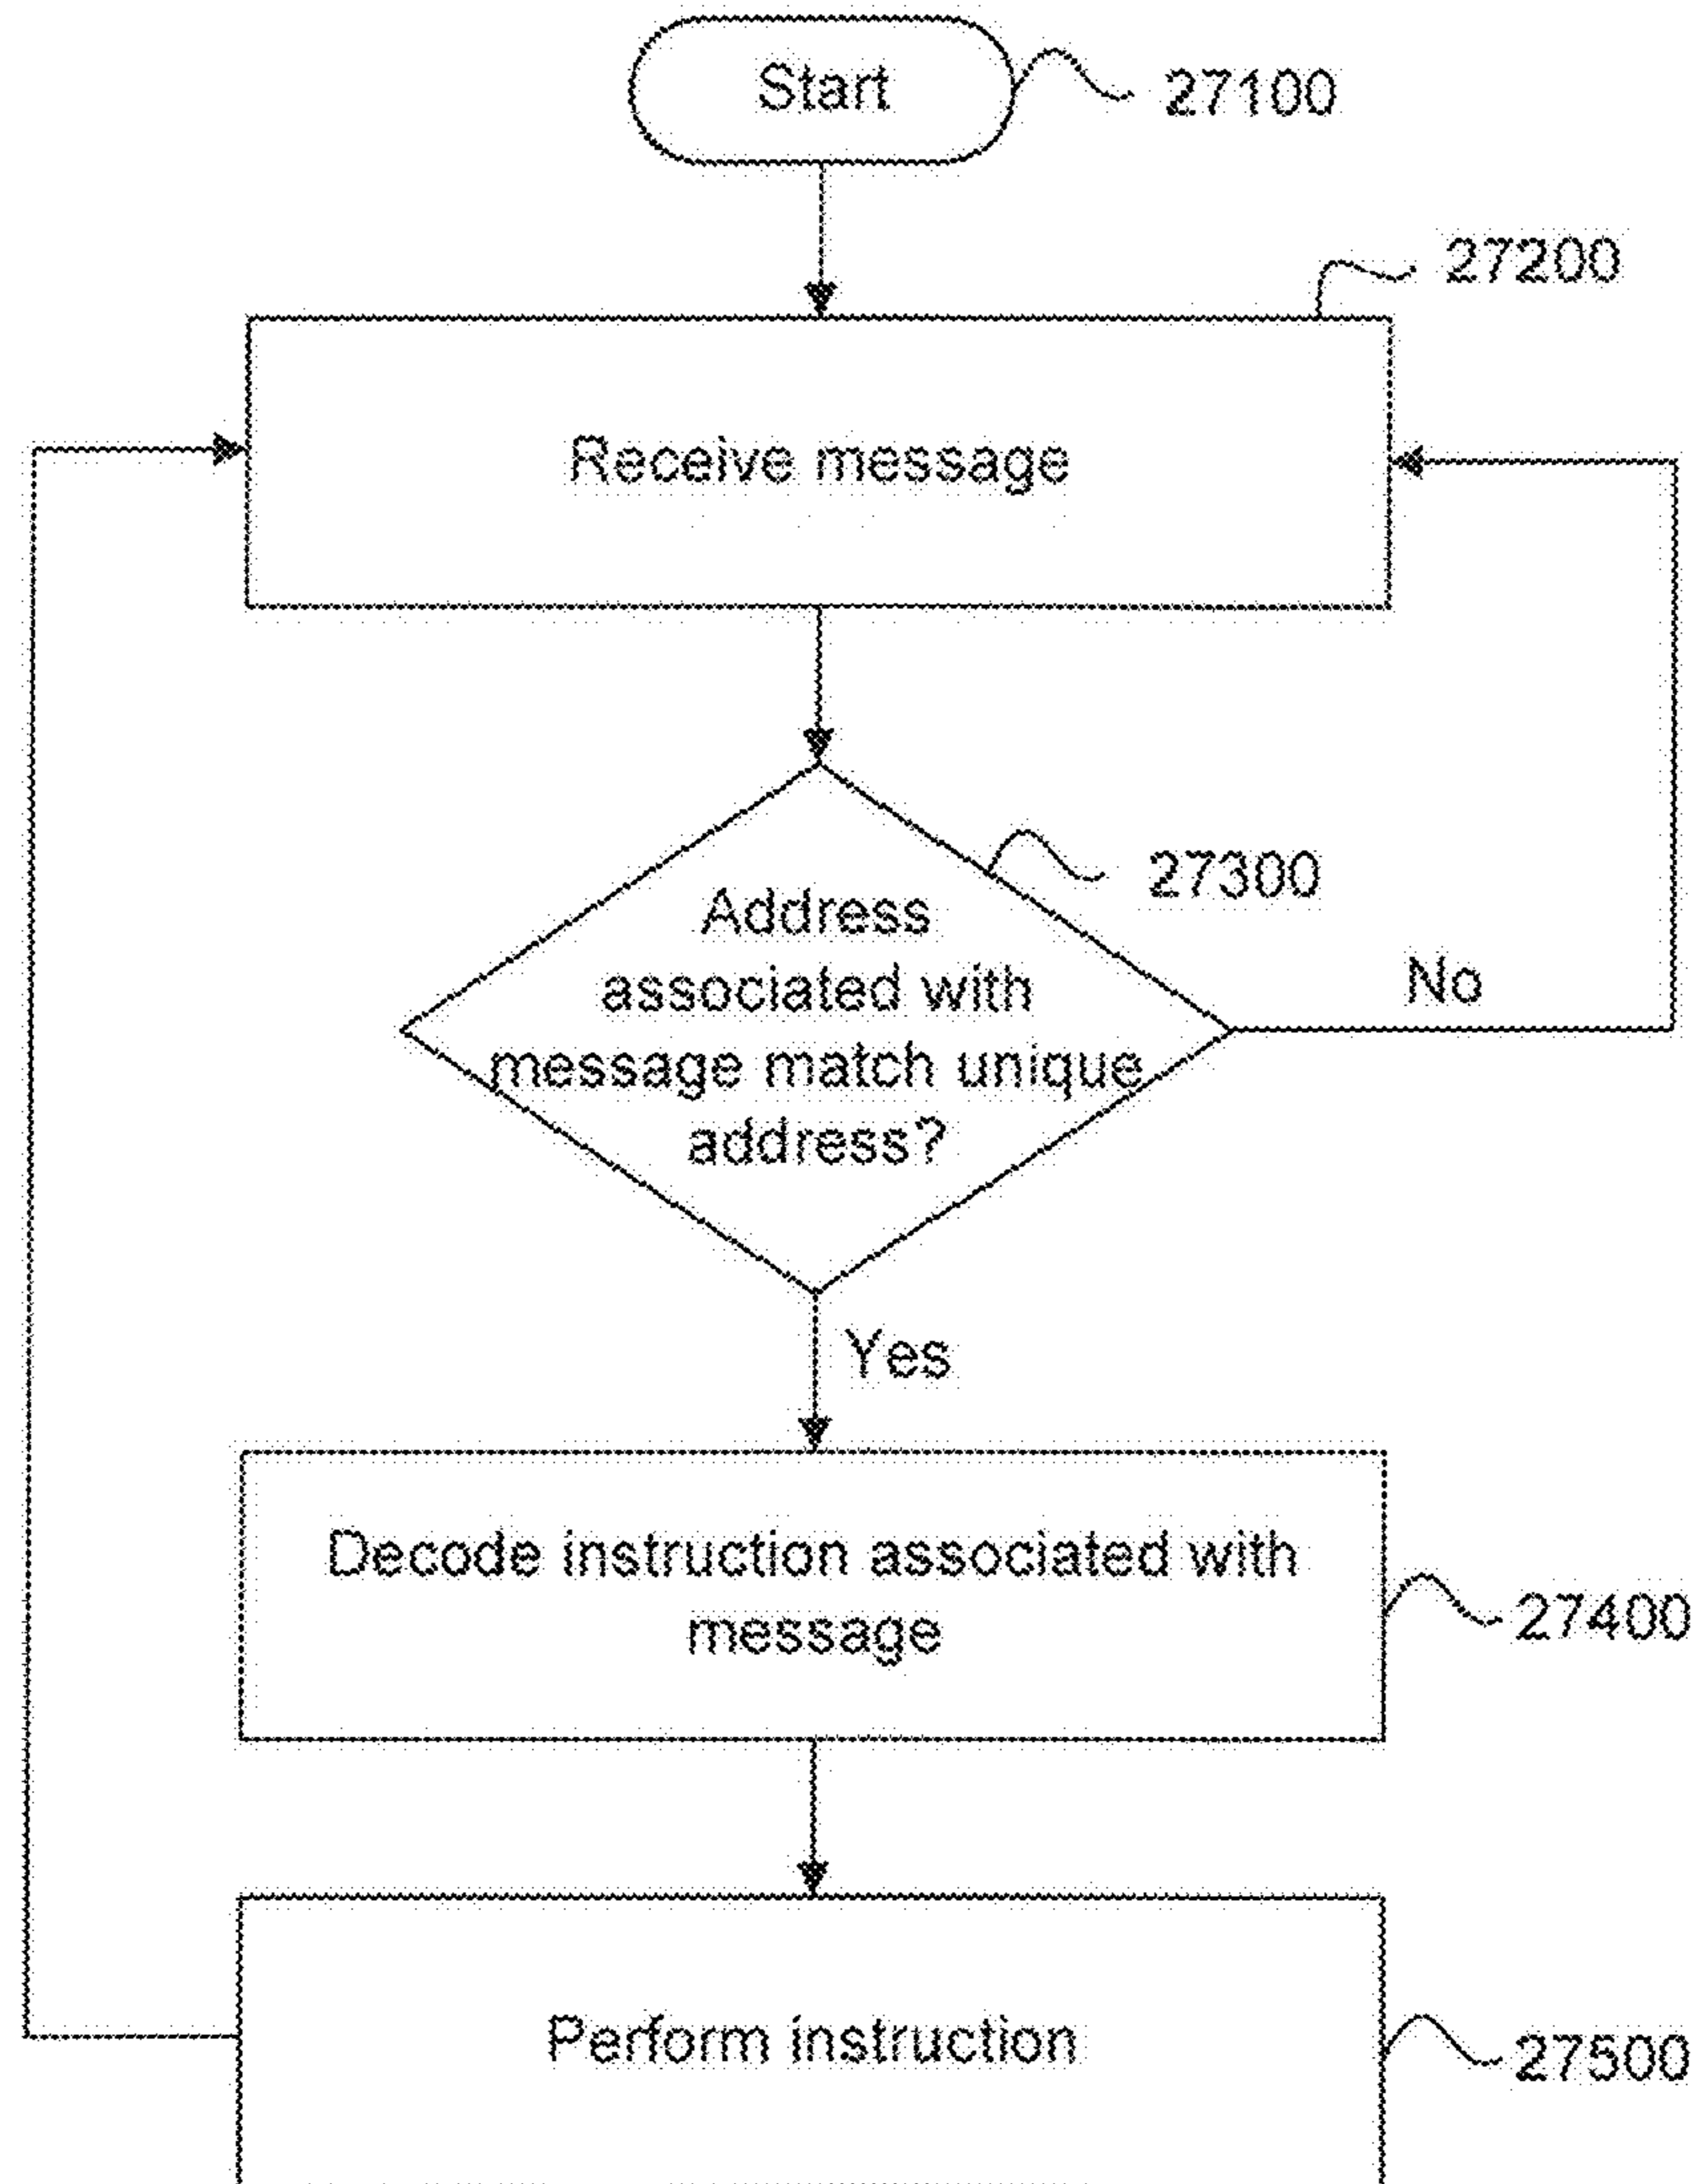 Start
27100
27200
Receive message
27300
Address
associated with
message match unique
address?
No
Yes
Decode instruction associated with
message
27400
Perform instruction
27500